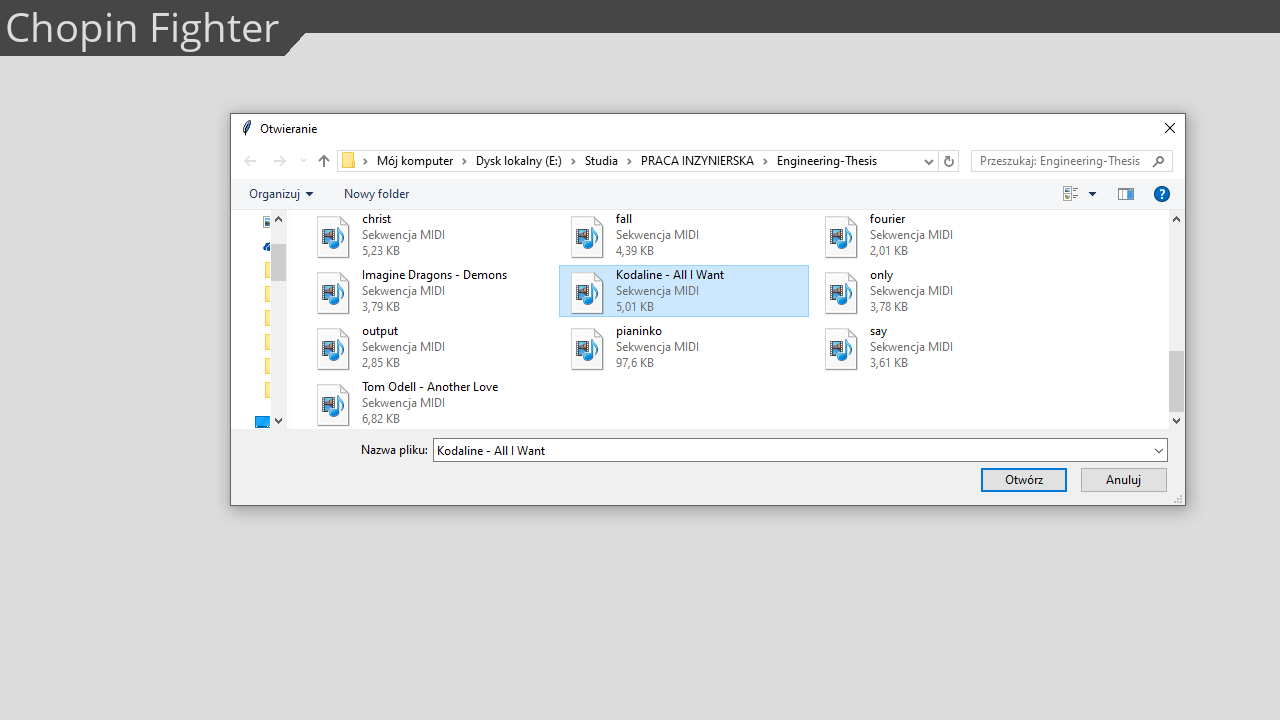 Chopin Fighter
Otwieranie
Mój komputer > Dysk lokalny (E:) > Studia > PRACA INZYNIERSKA > Engineering-Thesis
Przeszukaj: Engineering-Thesis
Organizuj
Nowy folder
?
christ
Sekwencja MIDI
5,23 KB
fall
Sekwencja MIDI
4,39 KB
fourier
Sekwencja MIDI
2,01 KB
Imagine Dragons - Demons
Sekwencja MIDI
3,79 KB
Kodaline - All I Want
Sekwencja MIDI
5,01 KB
only
Sekwencja MIDI
3,78 KB
output
Sekwencja MIDI
2,85 KB
pianinko
Sekwencja MIDI
97,6 KB
say
Sekwencja MIDI
3,61 KB
Tom Odell - Another Love
Sekwencja MIDI
6,82 KB
Nazwa pliku: Kodaline - All I Want
Otwórz
Anuluj